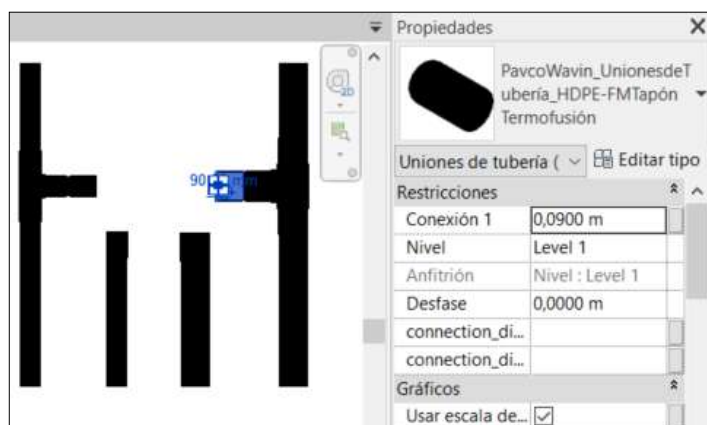 Propiedades
PavcoWavin_UnionesdeT
ubería_HDPE-FMTapón
Termofusión
Uniones de tubería (
Editar tipo
Restricciones
Conexión 1 0,0900 m
Nivel Level 1
Anfitrión Nivel : Level 1
Desfase 0,0000 m
connection_di...
connection_di...
Gráficos
Usar escala de...
2D
90